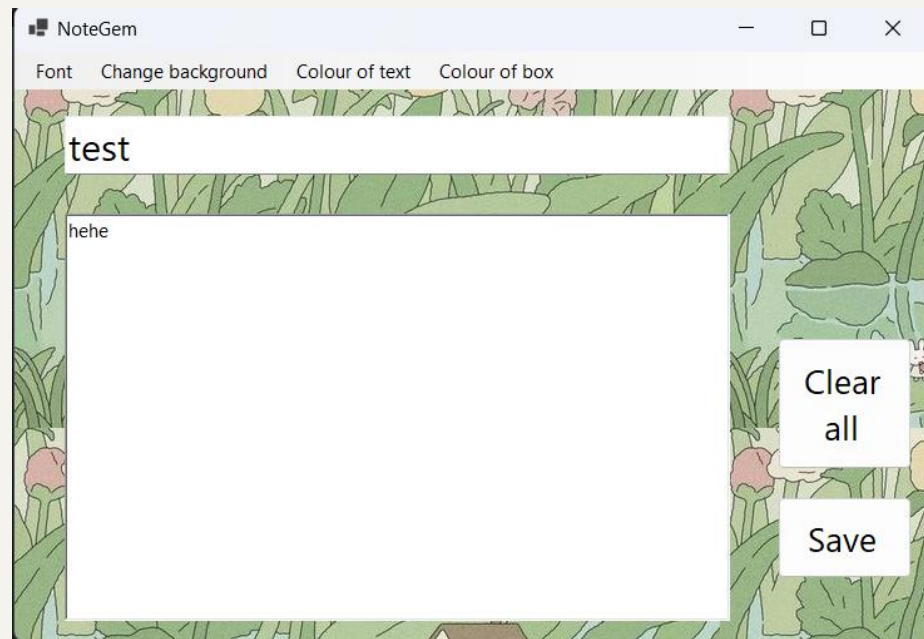 NoteGem
Font Change background Colour of text Colour of box
test
hehe
Clear
all
Save